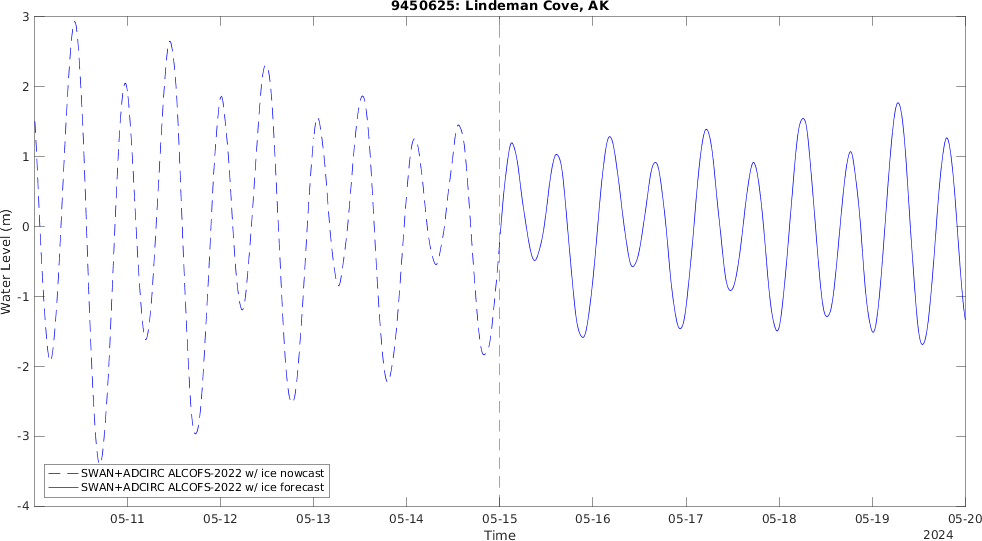 9450625: Lindeman Cove, AK
Water Level (m)
3
2
1
0
-1
-2
-3
-4
SWAN+ADCIRC ALCOFS-2022 w/ ice nowcast
SWAN+ADCIRC ALCOFS-2022 w/ ice forecast
05-11 05-12 05-13 05-14 05-15 05-16 05-17 05-18 05-19 05-20
Time
2024